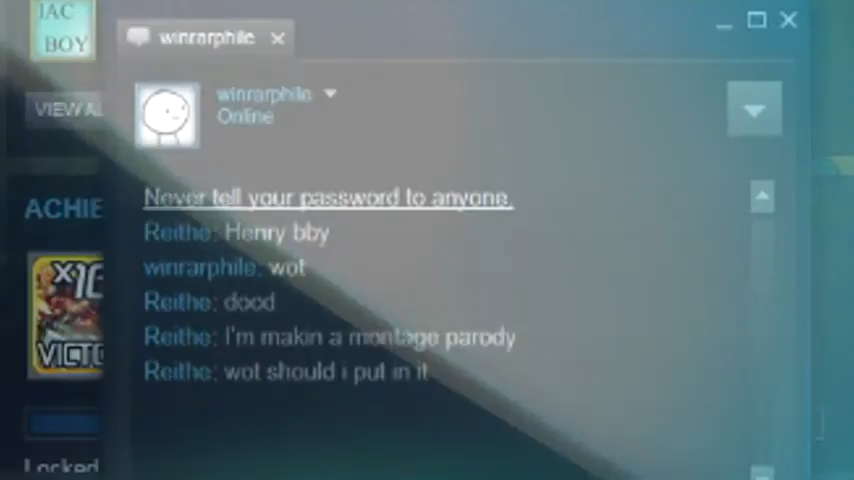 IAC
BOY
winrarphile
winrarphile
Online
VIEW A
Never tell your password to anyone.
Reithe: Henry bby
winrarphile: wot
Reithe: dood
Reithe: I'm makin a montage parody
Reithe: wot should i put in it
ACHIE
X10
VICTO
Locked